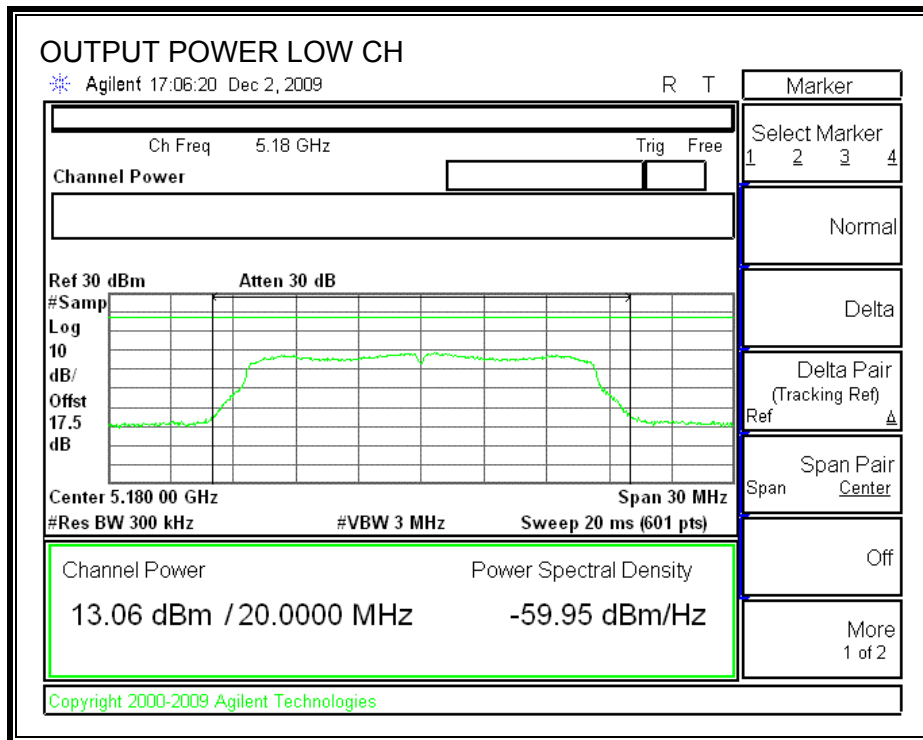 OUTPUT POWER LOW CH
Agilent 17:06:20 Dec 2, 2009 R T
Ch Freq 5.18 GHz Trig Free
Channel Power
Ref 30 dBm Atten 30 dB
#Samp
Log
10
dB/
Offst
17.5
dB
Center 5.180 00 GHz Span 30 MHz
#Res BW 300 kHz #VBW 3 MHz Sweep 20 ms (601 pts)
Channel Power Power Spectral Density
13.06 dBm / 20.0000 MHz -59.95 dBm/Hz
Copyright 2000-2009 Agilent Technologies
Marker
Select Marker
1 2 3 4
Normal
Delta
Delta Pair
(Tracking Ref)
Ref Δ
Span Pair
Span Center
Off
More
1 of 2